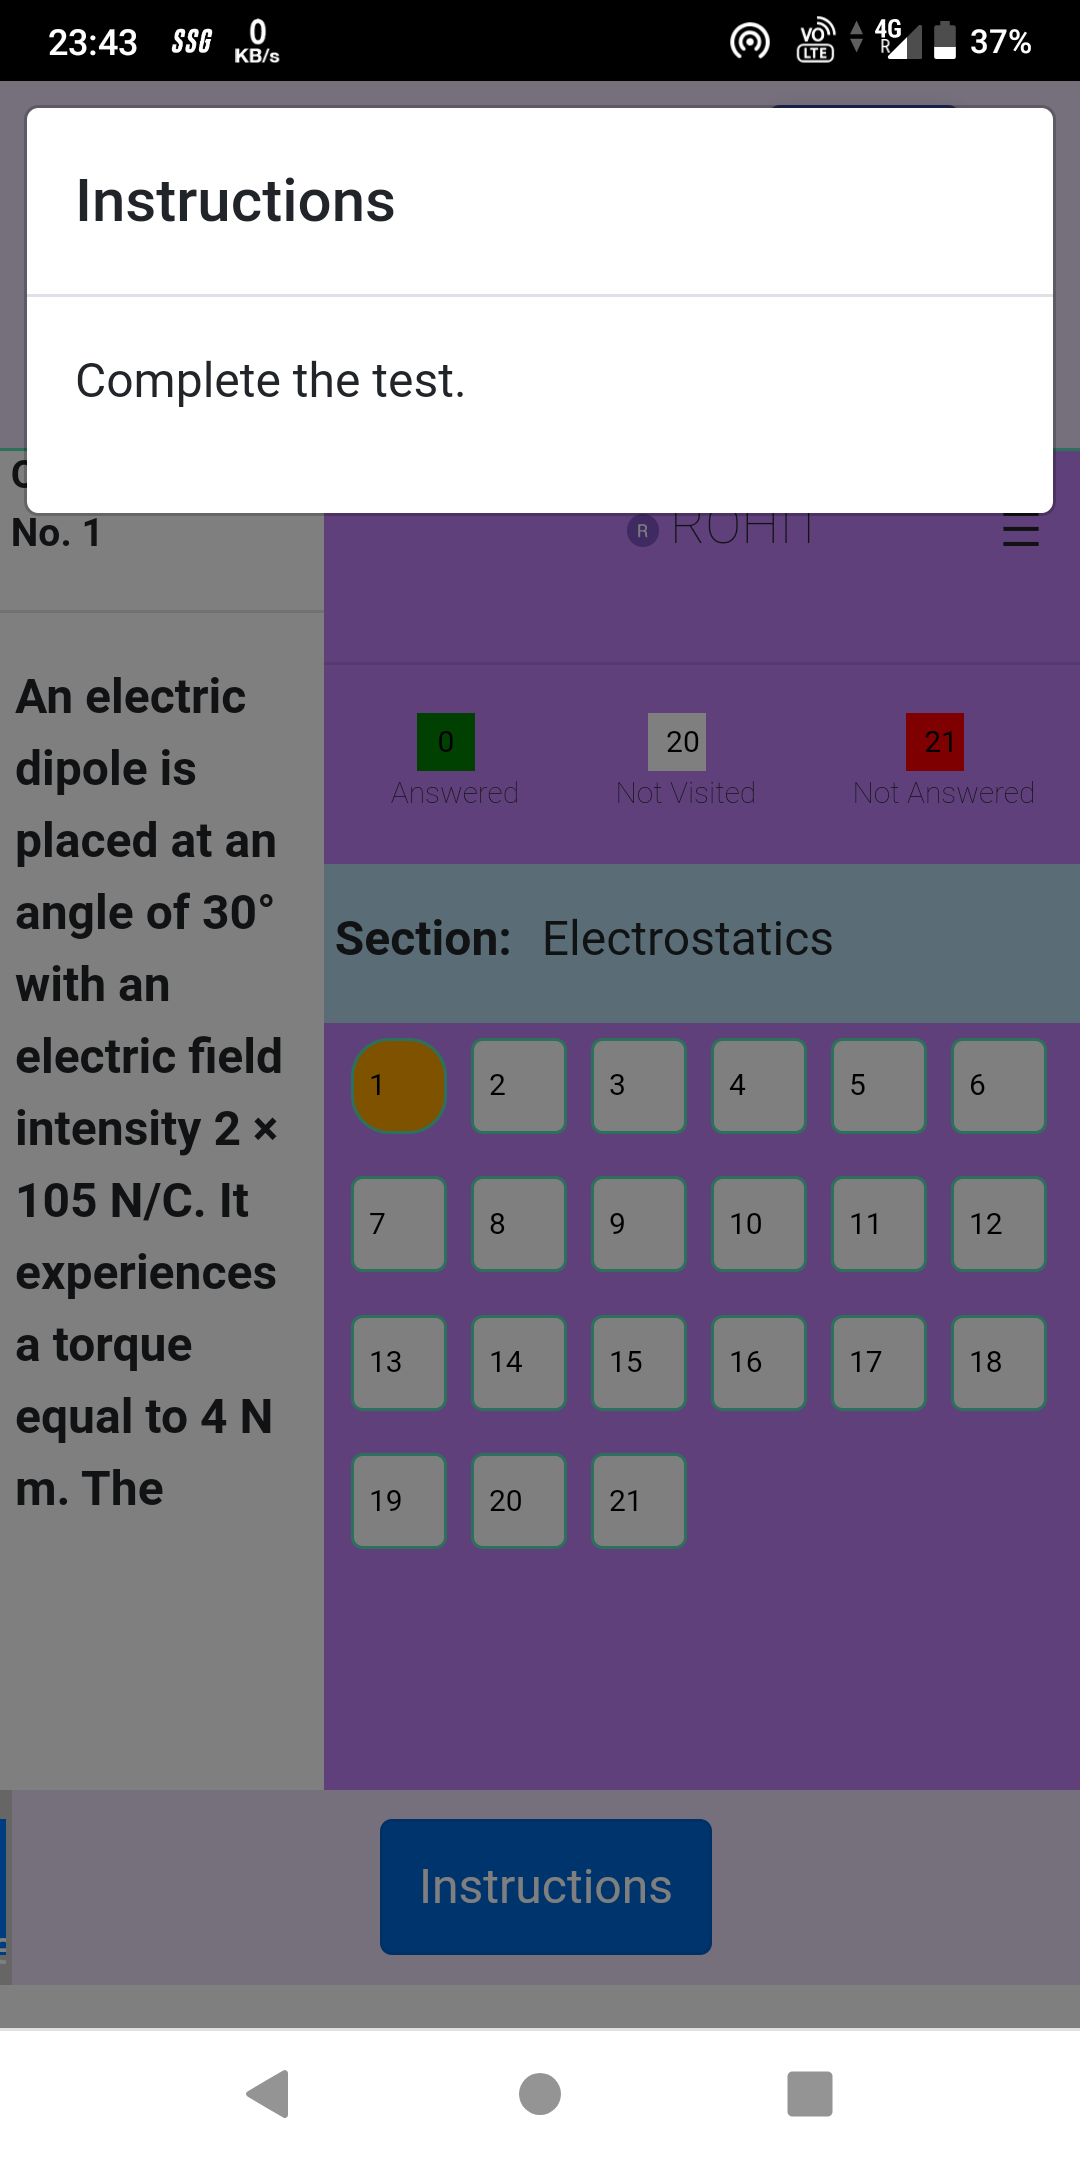 23:43 SSG 0 KB/s VO LTE 4G R 37%
Instructions
Complete the test.
No. 1
R ROHIT
An electric
dipole is
placed at an
angle of 30°
with an
electric field
intensity 2 ×
105 N/C. It
experiences
a torque
equal to 4 N
m. The
0 20 21
Answered Not Visited Not Answered
Section: Electrostatics
1 2 3 4 5 6
7 8 9 10 11 12
13 14 15 16 17 18
19 20 21
Instructions